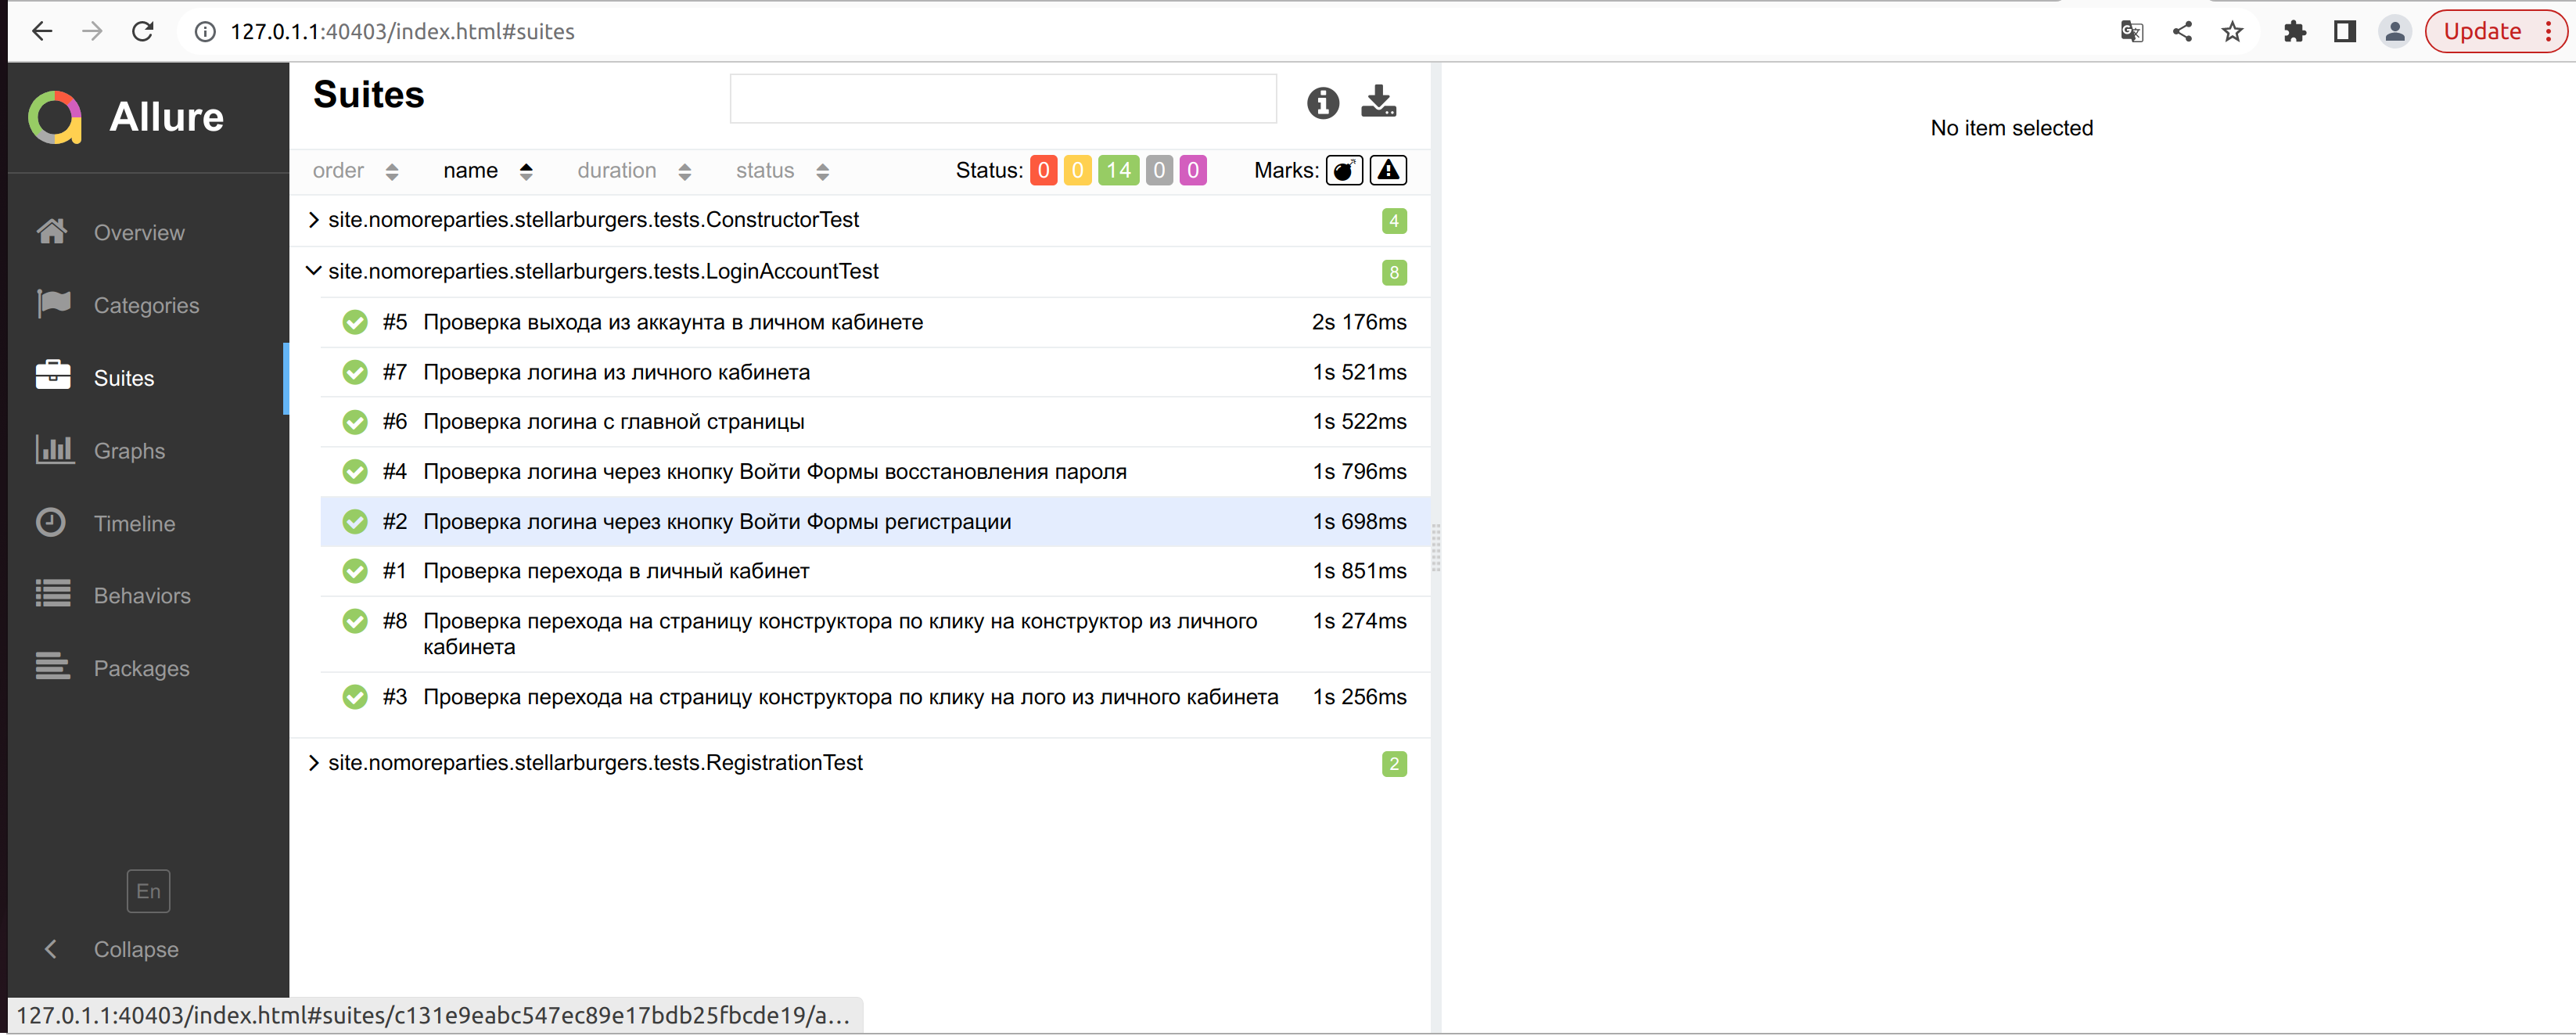 127.0.1.1:40403/index.html#suites
Update
Allure
Overview
Categories
Suites
Graphs
Timeline
Behaviors
Packages
En
Collapse
Suites
order name duration status Status: 0 0 14 0 0 Marks:
site.nomoreparties.stellarburgers.tests.ConstructorTest 4
site.nomoreparties.stellarburgers.tests.LoginAccountTest 8
#5 Проверка выхода из аккаунта в личном кабинете 2s 176ms
#7 Проверка логина из личного кабинета 1s 521ms
#6 Проверка логина с главной страницы 1s 522ms
#4 Проверка логина через кнопку Войти Формы восстановления пароля 1s 796ms
#2 Проверка логина через кнопку Войти Формы регистрации 1s 698ms
#1 Проверка перехода в личный кабинет 1s 851ms
#8 Проверка перехода на страницу конструктора по клику на конструктор из личного 1s 274ms
кабинета
#3 Проверка перехода на страницу конструктора по клику на лого из личного кабинета 1s 256ms
site.nomoreparties.stellarburgers.tests.RegistrationTest 2
No item selected
127.0.1.1:40403/index.html#suites/c131e9eabc547ec89e17bdb25fbcde19/a...